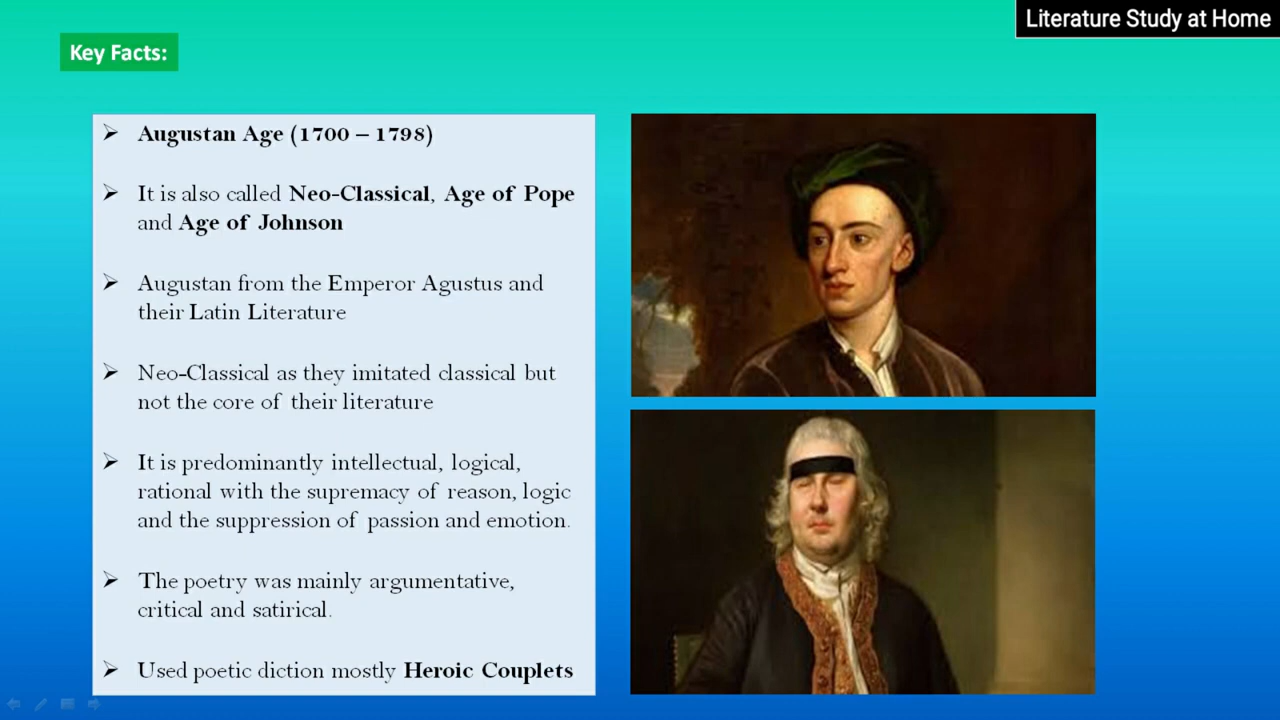 Literature Study at Home
Key Facts:
Augustan Age (1700 – 1798)
It is also called Neo-Classical, Age of Pope
and Age of Johnson
Augustan from the Emperor Agustus and
their Latin Literature
Neo-Classical as they imitated classical but
not the core of their literature
It is predominantly intellectual, logical,
rational with the supremacy of reason, logic
and the suppression of passion and emotion.
The poetry was mainly argumentative,
critical and satirical.
Used poetic diction mostly Heroic Couplets